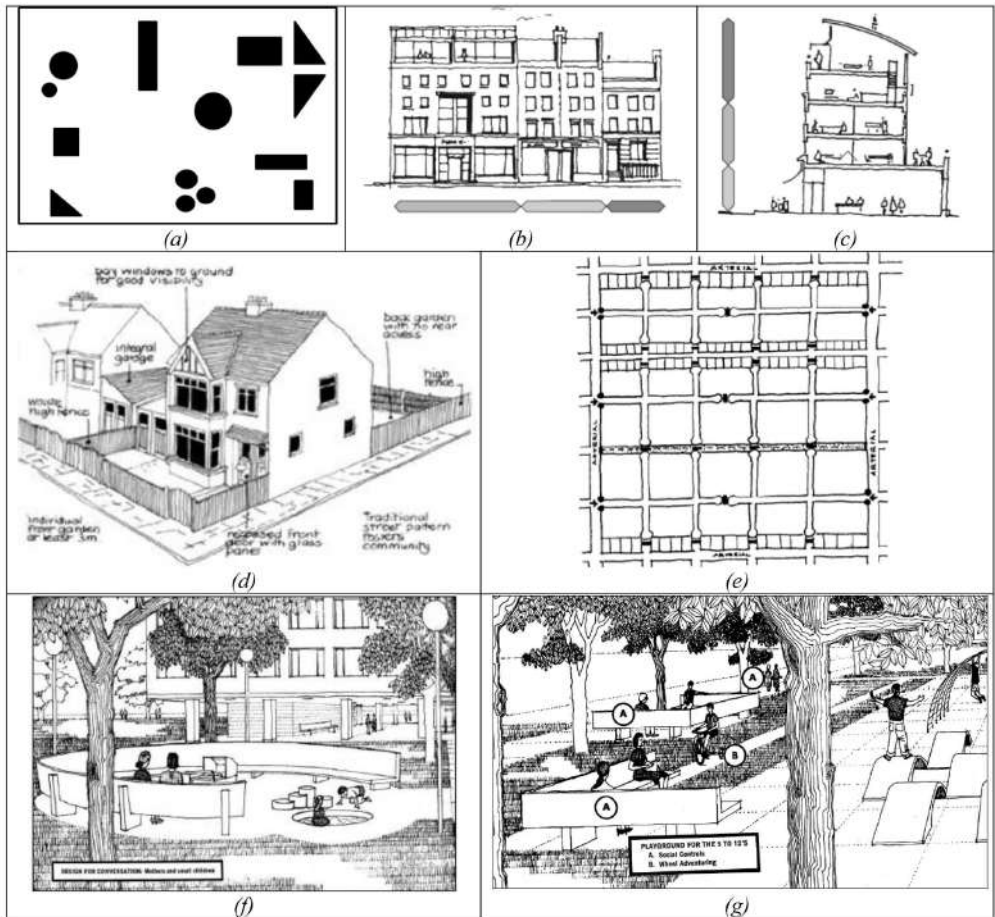 (a)
(b)
(c)
bay windows to ground
for good visibility
integral
garage
back garden
with no near
access
high
fence
high fence
Individual
front garden
at least 3m
recessed front
door with glass
panel
Traditional
street pattern
fosters
community
(d)
ARTERIAL
ARTERIAL
ARTERIAL
ARTERIAL
(e)
DESIGN FOR CONVERSATION: Mothers and small children
(f)
A
A
B
A
PLAYGROUND FOR THE 5 TO 12'S
A. Social Controls
B. Wheel Adventuring
(g)